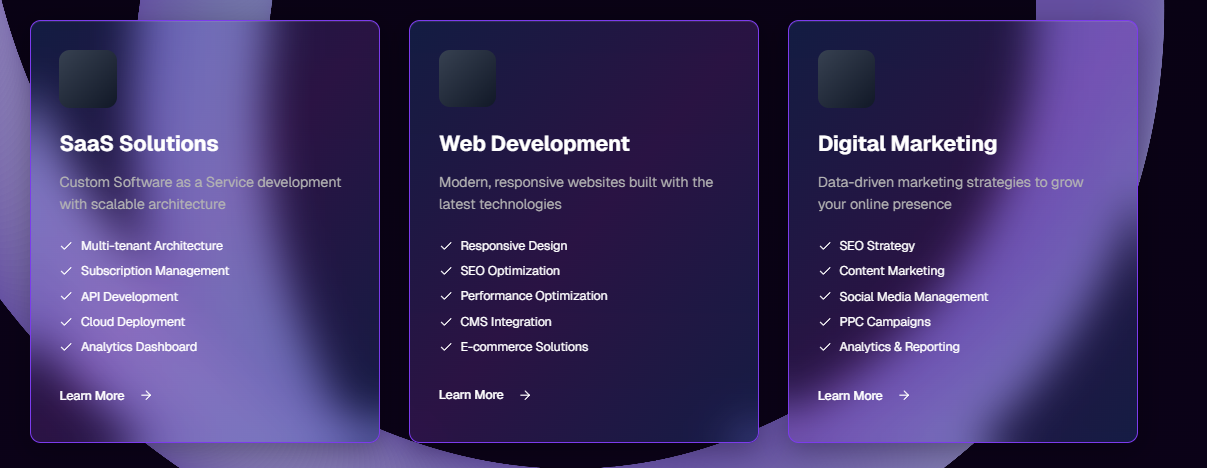 SaaS Solutions
Custom Software as a Service development
with scalable architecture
Multi-tenant Architecture
Subscription Management
API Development
Cloud Deployment
Analytics Dashboard
Learn More
Web Development
Modern, responsive websites built with the
latest technologies
Responsive Design
SEO Optimization
Performance Optimization
CMS Integration
E-commerce Solutions
Learn More
Digital Marketing
Data-driven marketing strategies to grow
your online presence
SEO Strategy
Content Marketing
Social Media Management
PPC Campaigns
Analytics & Reporting
Learn More